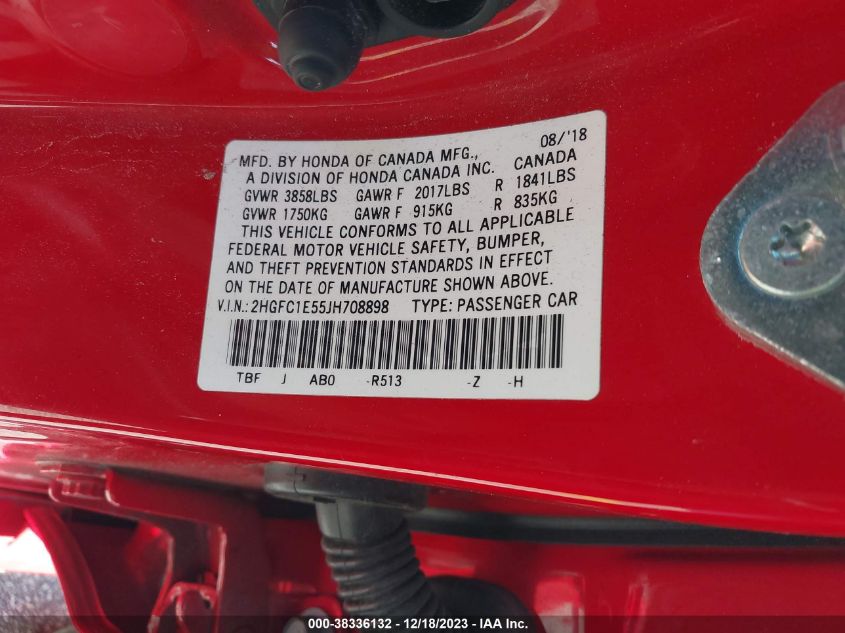 08/'18
MFD. BY HONDA OF CANADA MFG.,
A DIVISION OF HONDA CANADA INC. CANADA
GVWR 3858LBS GAWR F 2017LBS R 1841LBS
GVWR 1750KG GAWR F 915KG R 835KG
THIS VEHICLE CONFORMS TO ALL APPLICABLE
FEDERAL MOTOR VEHICLE SAFETY, BUMPER,
AND THEFT PREVENTION STANDARDS IN EFFECT
ON THE DATE OF MANUFACTURE SHOWN ABOVE.
V.I.N.: 2HGFC1E55JH708898 TYPE: PASSENGER CAR
TBF J AB0 -R513 -Z -H
000-38336132 - 12/18/2023 - IAA Inc.